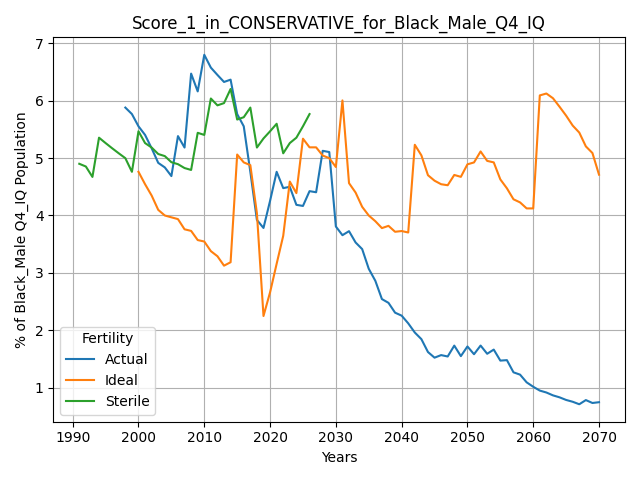 Score_1_in_CONSERVATIVE_for_Black_Male_Q4_IQ
% of Black_Male Q4_IQ Population
7
6
5
4
3
2
1
Fertility
Actual
Ideal
Sterile
1990 2000 2010 2020 2030 2040 2050 2060 2070
Years